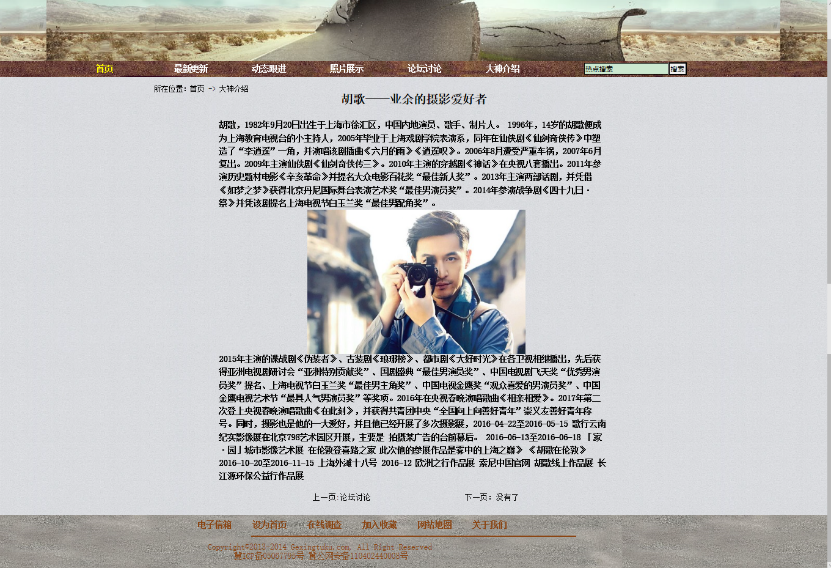 首页 最新更新 动态跟进 照片展示 论坛讨论 大神介绍 热点搜索 搜索
所在位置：首页 -> 大神介绍
胡歌——业余的摄影爱好者
胡歌，1982年9月20日出生于上海市徐汇区，中国内地演员、歌手、制片人。 1996年，14岁的胡歌便成
为上海教育电视台的小主持人，2005年毕业于上海戏剧学院表演系，同年在仙侠剧《仙剑奇侠传》中塑
造了“李逍遥”一角，并演唱该剧插曲《六月的雨》《逍遥叹》。2006年8月遭受严重车祸，2007年6月
复出。2009年主演仙侠剧《仙剑奇侠传三》。2010年主演的穿越剧《神话》在央视八套播出。2011年参
演历史题材电影《辛亥革命》并提名大众电影百花奖“最佳新人奖”。2013年主演两部话剧，并凭借
《如梦之梦》获得北京丹尼国际舞台表演艺术奖“最佳男演员奖”。2014年参演战争剧《四十九日·
祭》并凭该剧提名上海电视节白玉兰奖“最佳男配角奖”。
2015年主演的谍战剧《伪装者》、古装剧《琅琊榜》、都市剧《大好时光》在各卫视相继播出，先后获
得亚洲电视剧研讨会“亚洲特别贡献奖”、国剧盛典“最佳男演员奖”、中国电视剧飞天奖“优秀男演
员奖”提名、上海电视节白玉兰奖“最佳男主角奖”、中国电视金鹰奖“观众喜爱的男演员奖”、中国
金鹰电视艺术节“最具人气男演员奖”等奖项。2016年在央视春晚演唱歌曲《相亲相爱》。2017年第二
次登上央视春晚演唱歌曲《在此刻》，并获得共青团中央“全国向上向善好青年”崇义友善好青年称
号。同时，摄影也是他的一大爱好，并且他已经开展了多次摄影展，2016-04-22至2016-05-15 歌行云南
纪实影像展在北京798艺术园区开展，主要是 拍摄某广告的台前幕后。 2016-06-13至2016-06-18 「家
·园」城市影像艺术展 在伦敦登喜路之家 此次他的参展作品是雾中的上海之巅》《胡歌在伦敦》
2016-10-20至2016-11-15 上海外滩十八号 2016-12 欧洲之行作品展 索尼中国官网 胡歌线上作品展 长
江源环保公益行作品展
上一页:论坛讨论 下一页：没有了
电子信箱 设为首页 在线调查 加入收藏 网站地图 关于我们
Copyright©2013-2014 Gexingtuku.com, All Right Reserved